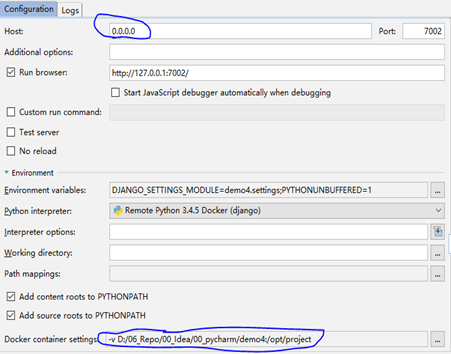 Configuration Logs
Host: 0.0.0.0 Port: 7002
Additional options:
Run browser: http://127.0.0.1:7002/
Start JavaScript debugger automatically when debugging
Custom run command:
Test server
No reload
Environment
Environment variables: DJANGO_SETTINGS_MODULE=demo4.settings;PYTHONUNBUFFERED=1 ...
Python interpreter: Remote Python 3.4.5 Docker (django)
Interpreter options:
Working directory: ...
Path mappings: ...
Add content roots to PYTHONPATH
Add source roots to PYTHONPATH
Docker container settings: -v D:/06_Repo/00_Idea/00_pycharm/demo4:/opt/project ...